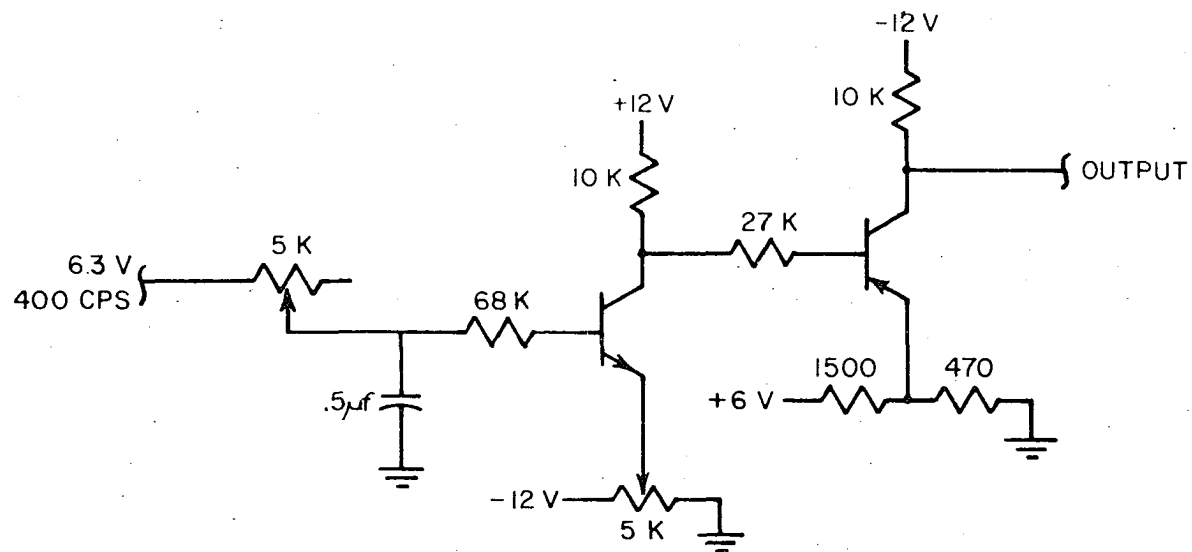 -12 V
10 K
+12 V
OUTPUT
10 K
27 K
5 K
6.3 V
400 CPS
68 K
1500
470
.5μf
+6 V
-12 V
5 K